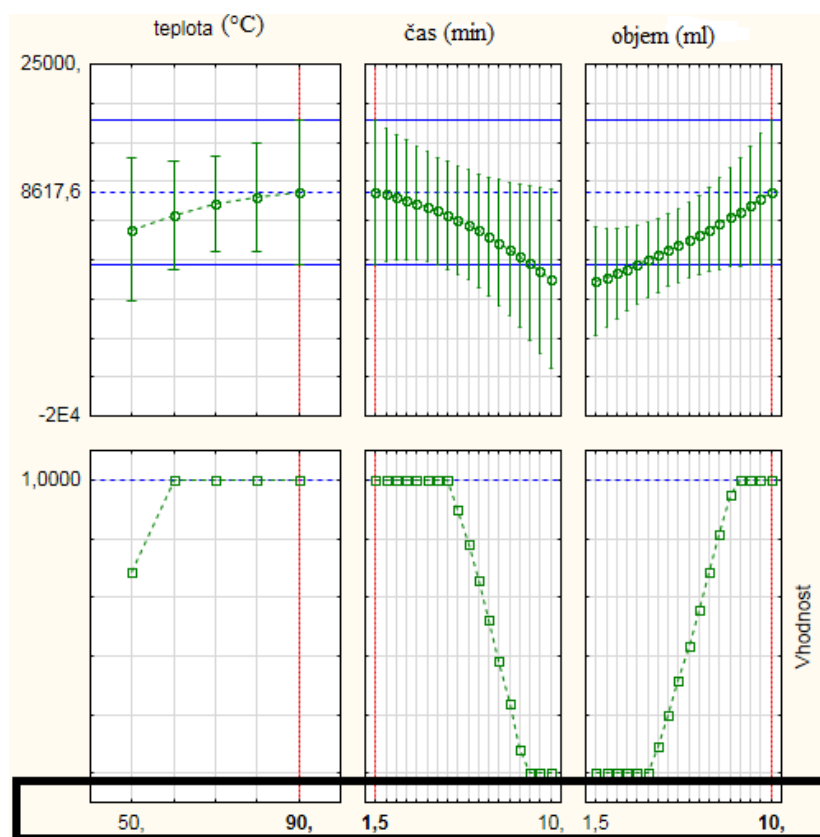 teplota (°C) čas (min) objem (ml)
25000,
8617,6
-2E4
1,0000
Vhodnost
50, 90, 1,5 10, 1,5 10,